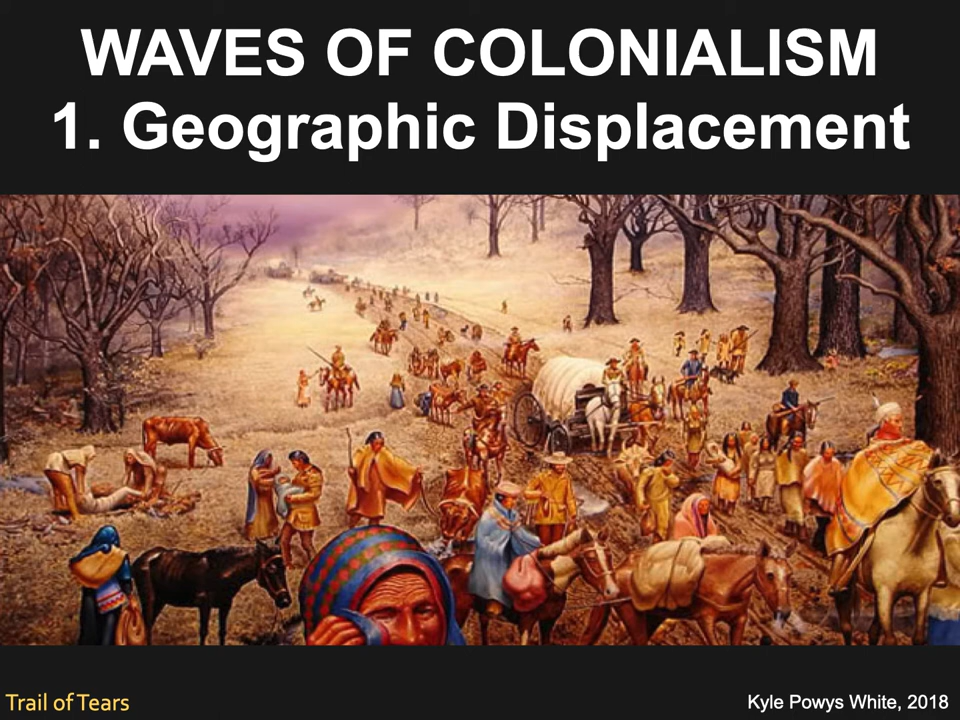 WAVES OF COLONIALISM
1. Geographic Displacement
Trail of Tears
Kyle Powys White, 2018